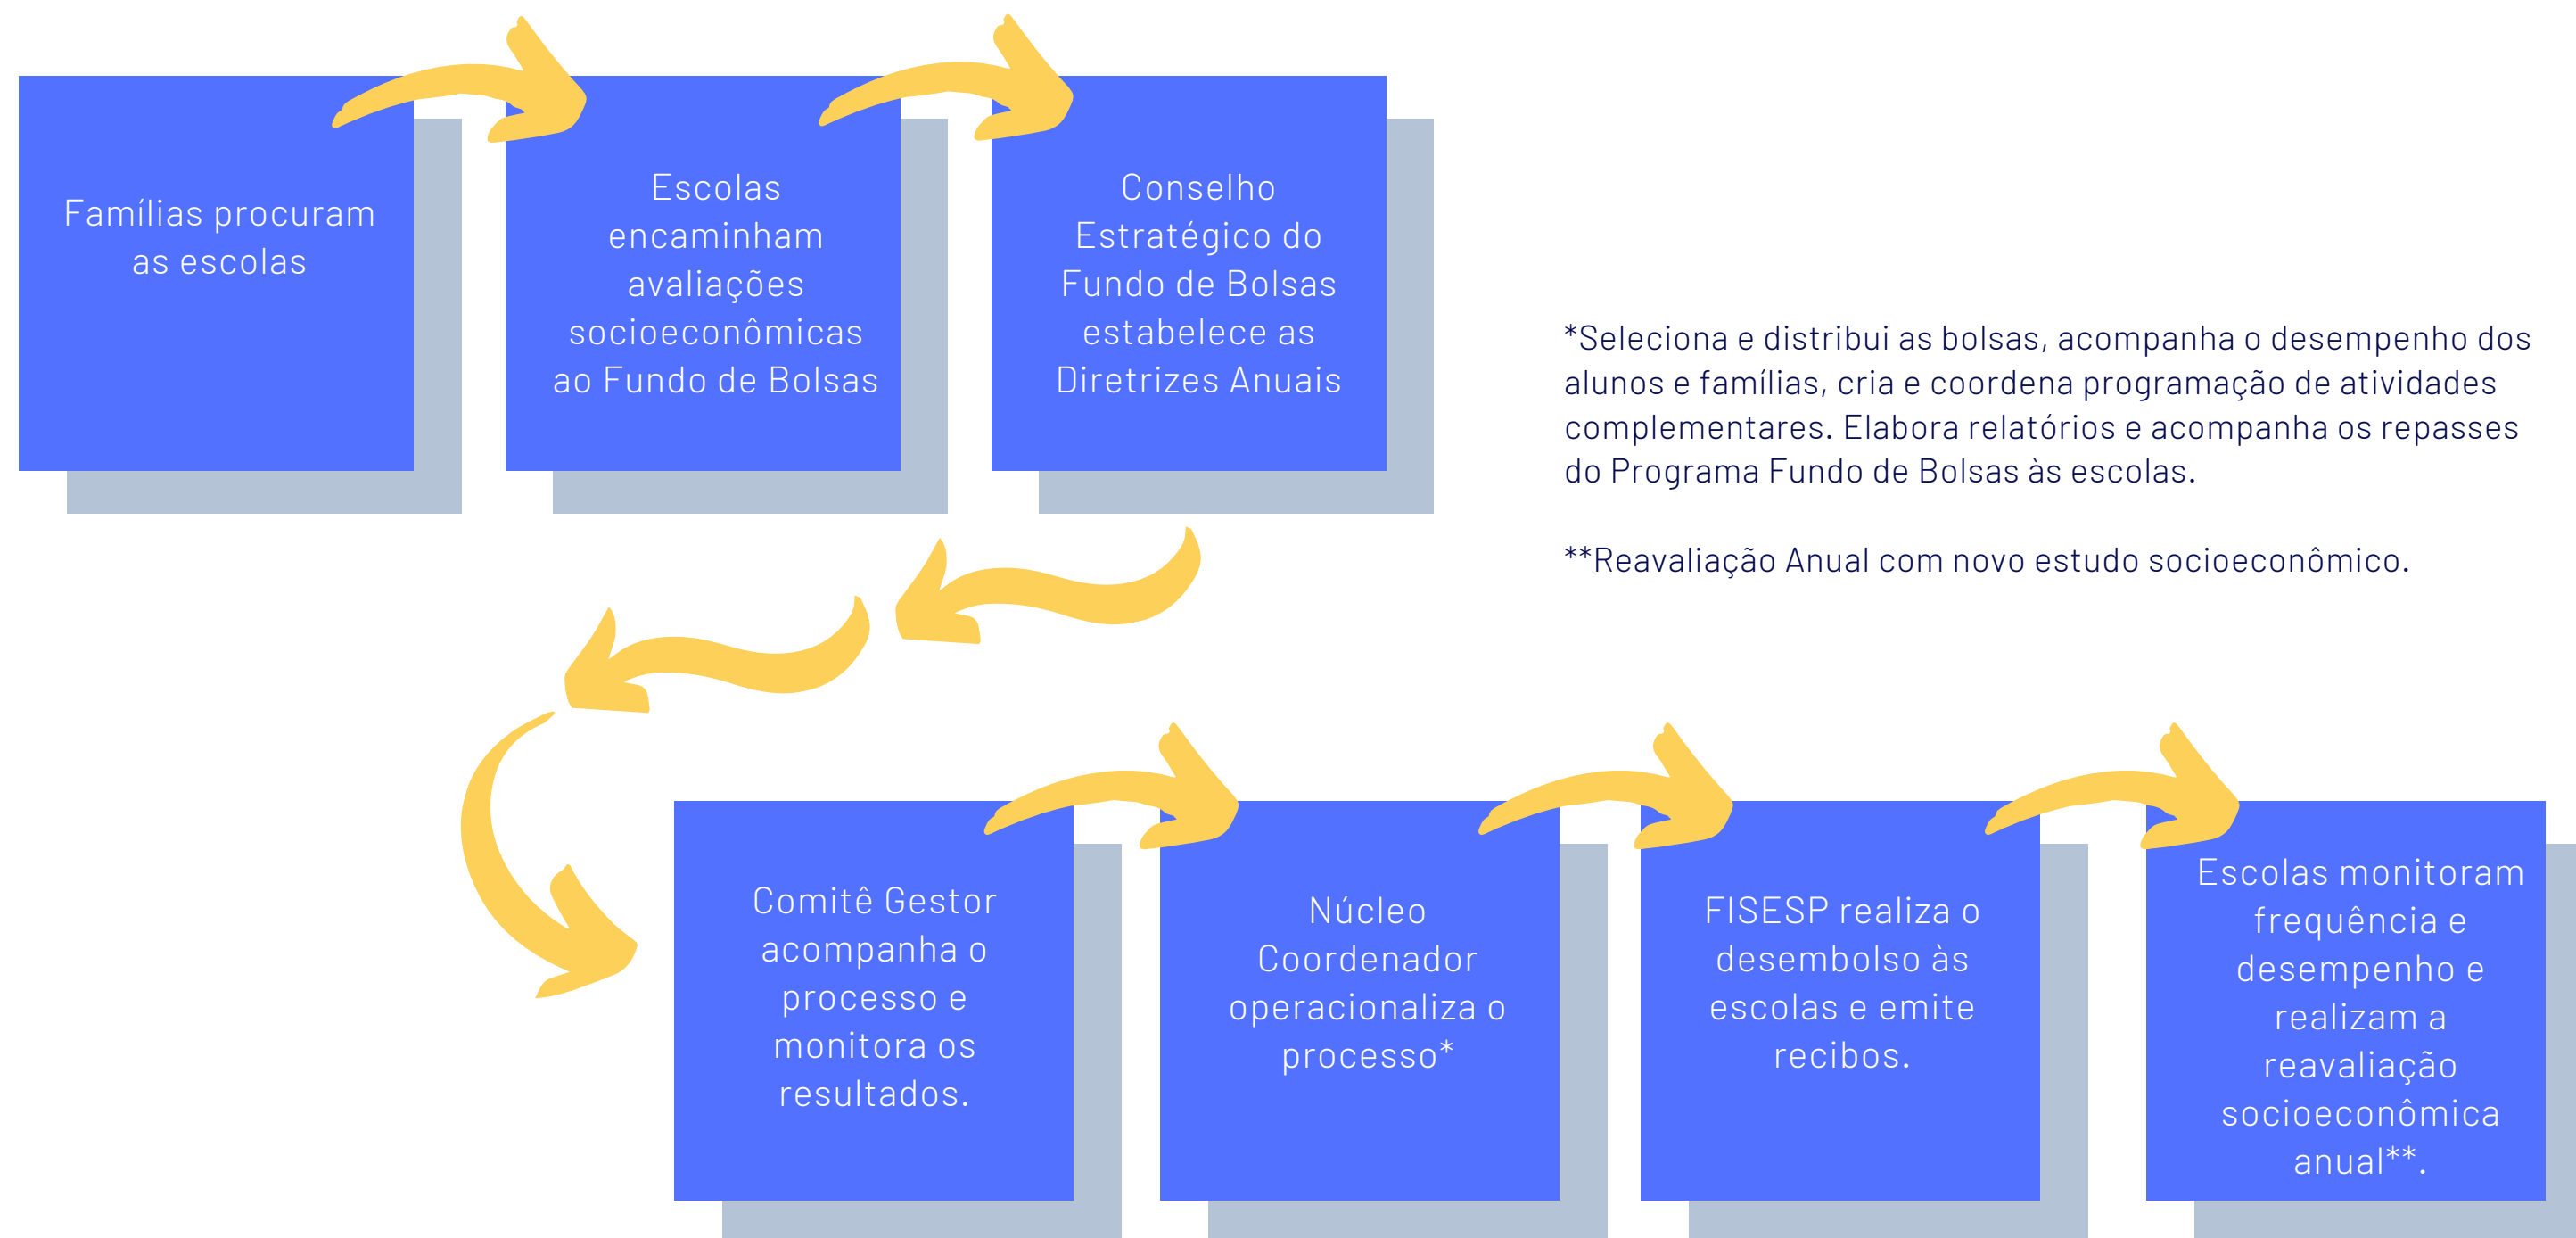 Famílias procuram
as escolas
Escolas
encaminham
avaliações
socioeconômicas
ao Fundo de Bolsas
Conselho
Estratégico do
Fundo de Bolsas
estabelece as
Diretrizes Anuais
*Seleciona e distribui as bolsas, acompanha o desempenho dos
alunos e famílias, cria e coordena programação de atividades
complementares. Elabora relatórios e acompanha os repasses
do Programa Fundo de Bolsas às escolas.
**Reavaliação Anual com novo estudo socioeconômico.
Comitê Gestor
acompanha o
processo e
monitora os
resultados.
Núcleo
Coordenador
operacionaliza o
processo*
FISESP realiza o
desembolso às
escolas e emite
recibos.
Escolas monitoram
frequência e
desempenho e
realizam a
reavaliação
socioeconômica
anual**.